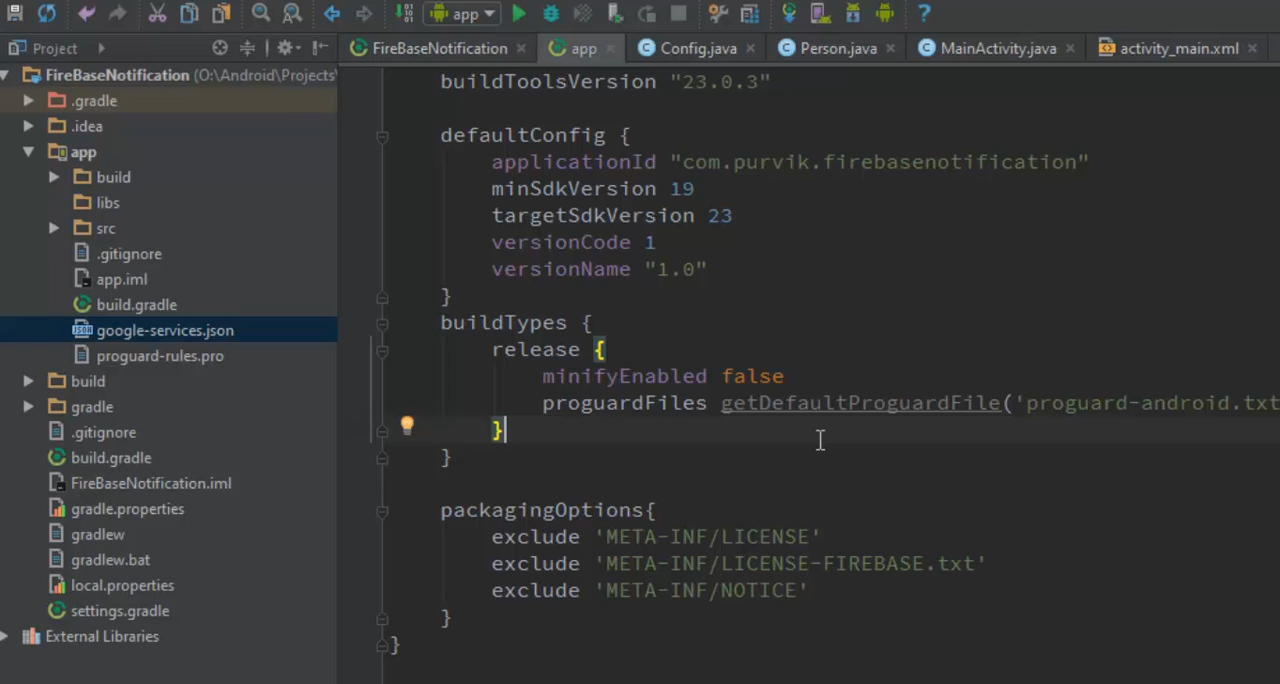 app
Project
FireBaseNotification
app
Config.java
Person.java
MainActivity.java
activity_main.xml
FireBaseNotification (O:\Android\Projects\
.gradle
.idea
app
build
libs
src
.gitignore
app.iml
build.gradle
google-services.json
proguard-rules.pro
build
gradle
.gitignore
build.gradle
FireBaseNotification.iml
gradle.properties
gradlew
gradlew.bat
local.properties
settings.gradle
External Libraries
buildToolsVersion "23.0.3"
defaultConfig {
applicationId "com.purvik.firebasenotification"
minSdkVersion 19
targetSdkVersion 23
versionCode 1
versionName "1.0"
}
buildTypes {
release {
minifyEnabled false
proguardFiles getDefaultProguardFile('proguard-android.txt
}
}
packagingOptions{
exclude 'META-INF/LICENSE'
exclude 'META-INF/LICENSE-FIREBASE.txt'
exclude 'META-INF/NOTICE'
}
}